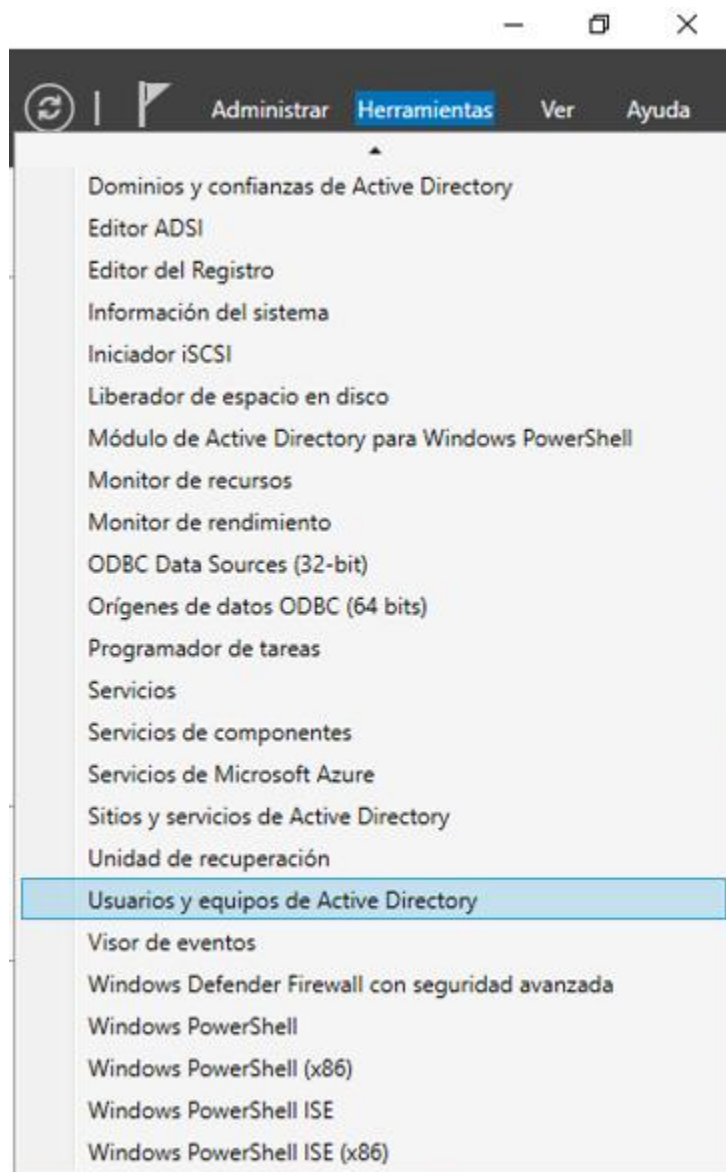 Administrar Herramientas Ver Ayuda
Dominios y confianzas de Active Directory
Editor ADSI
Editor del Registro
Información del sistema
Iniciador iSCSI
Liberador de espacio en disco
Módulo de Active Directory para Windows PowerShell
Monitor de recursos
Monitor de rendimiento
ODBC Data Sources (32-bit)
Orígenes de datos ODBC (64 bits)
Programador de tareas
Servicios
Servicios de componentes
Servicios de Microsoft Azure
Sitios y servicios de Active Directory
Unidad de recuperación
Usuarios y equipos de Active Directory
Visor de eventos
Windows Defender Firewall con seguridad avanzada
Windows PowerShell
Windows PowerShell (x86)
Windows PowerShell ISE
Windows PowerShell ISE (x86)